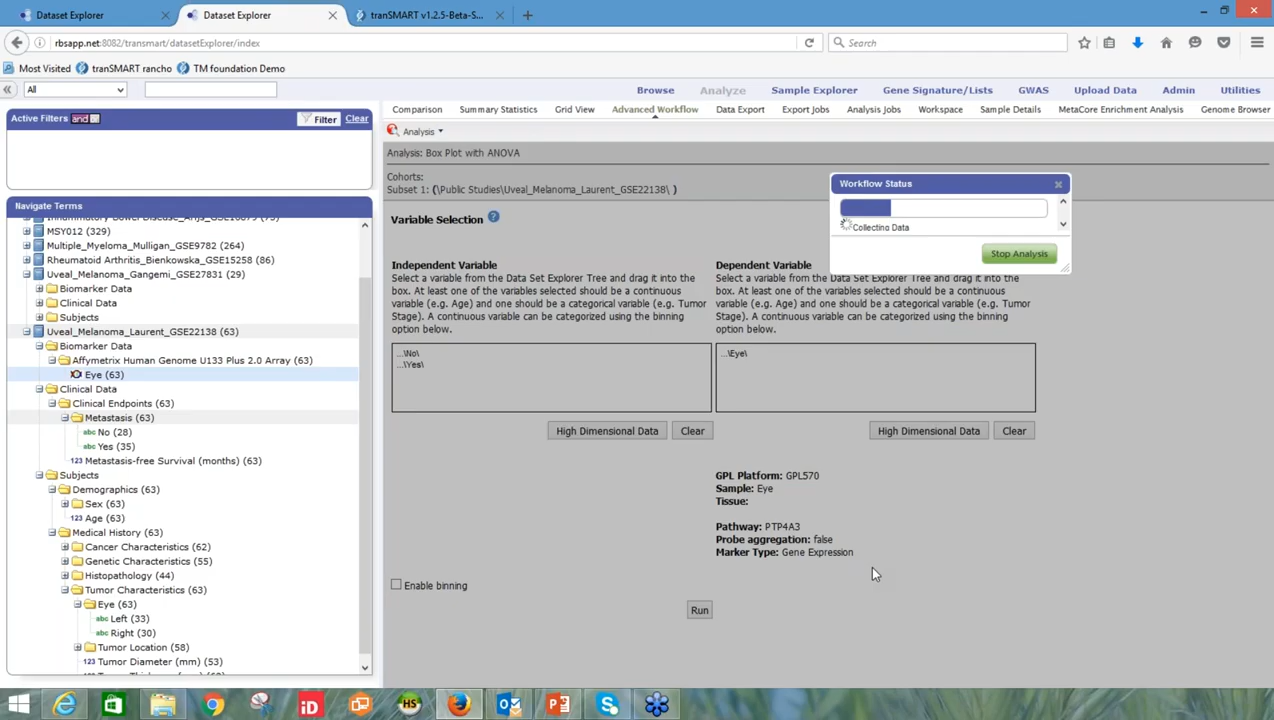 Dataset Explorer
Dataset Explorer
tranSMART v1.2.5-Beta-S...
rbsapp.net:8082/transmart/datasetExplorer/index
Search
Most Visited
tranSMART rancho
TM foundation Demo
All
Browse
Analyze
Sample Explorer
Gene Signature/Lists
GWAS
Upload Data
Admin
Utilities
Active Filters and
Filter
Clear
Comparison
Summary Statistics
Grid View
Advanced Workflow
Data Export
Export Jobs
Analysis Jobs
Workspace
Sample Details
MetaCore Enrichment Analysis
Genome Browser
Analysis
Analysis: Box Plot with ANOVA
Cohorts:
Subset 1: (\Public Studies\Uveal_Melanoma_Laurent_GSE22138\ )
Workflow Status
Collecting Data
Stop Analysis
Variable Selection
Navigate Terms
MSY012 (329)
Multiple_Myeloma_Mulligan_GSE9782 (264)
Rheumatoid Arthritis_Bienkowska_GSE15258 (86)
Uveal_Melanoma_Gangemi_GSE27831 (29)
Biomarker Data
Clinical Data
Subjects
Uveal_Melanoma_Laurent_GSE22138 (63)
Biomarker Data
Affymetrix Human Genome U133 Plus 2.0 Array (63)
Eye (63)
Clinical Data
Clinical Endpoints (63)
Metastasis (63)
abc No (28)
abc Yes (35)
123 Metastasis-free Survival (months) (63)
Subjects
Demographics (63)
Sex (63)
123 Age (63)
Medical History (63)
Cancer Characteristics (62)
Genetic Characteristics (55)
Histopathology (44)
Tumor Characteristics (63)
Eye (63)
abc Left (33)
abc Right (30)
Tumor Location (58)
123 Tumor Diameter (mm) (53)
Independent Variable
Select a variable from the Data Set Explorer Tree and drag it into the
box. At least one of the variables selected should be a continuous
variable (e.g. Age) and one should be a categorical variable (e.g. Tumor
Stage). A continuous variable can be categorized using the binning
option below.
...\No\
...\Yes\
High Dimensional Data
Clear
Dependent Variable
Select a variable from the Data Set Explorer Tree and drag it into the
box. At least one of the variables selected should be a continuous
variable (e.g. Age) and one should be a categorical variable (e.g. Tumor
Stage). A continuous variable can be categorized using the binning
option below.
...\Eye\
High Dimensional Data
Clear
GPL Platform: GPL570
Sample: Eye
Tissue:
Pathway: PTP4A3
Probe aggregation: false
Marker Type: Gene Expression
Enable binning
Run